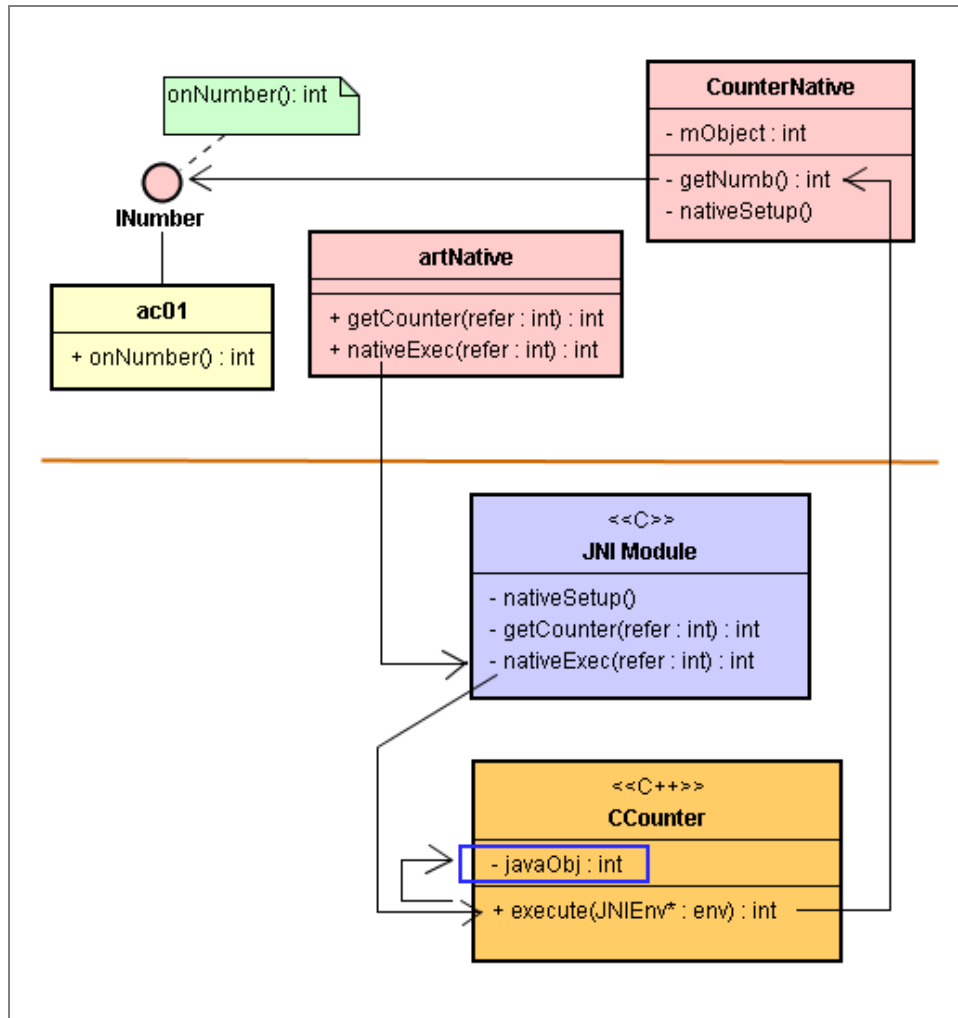 onNumber(): int
CounterNative
- mObject : int
- getNumb() : int
- nativeSetup()
INumber
artNative
+ getCounter(refer : int) : int
+ nativeExec(refer : int) : int
ac01
+ onNumber() : int
<<C>>
JNI Module
- nativeSetup()
- getCounter(refer : int) : int
- nativeExec(refer : int) : int
<<C++>>
CCounter
- javaObj : int
+ execute(JNIEnv* : env) : int